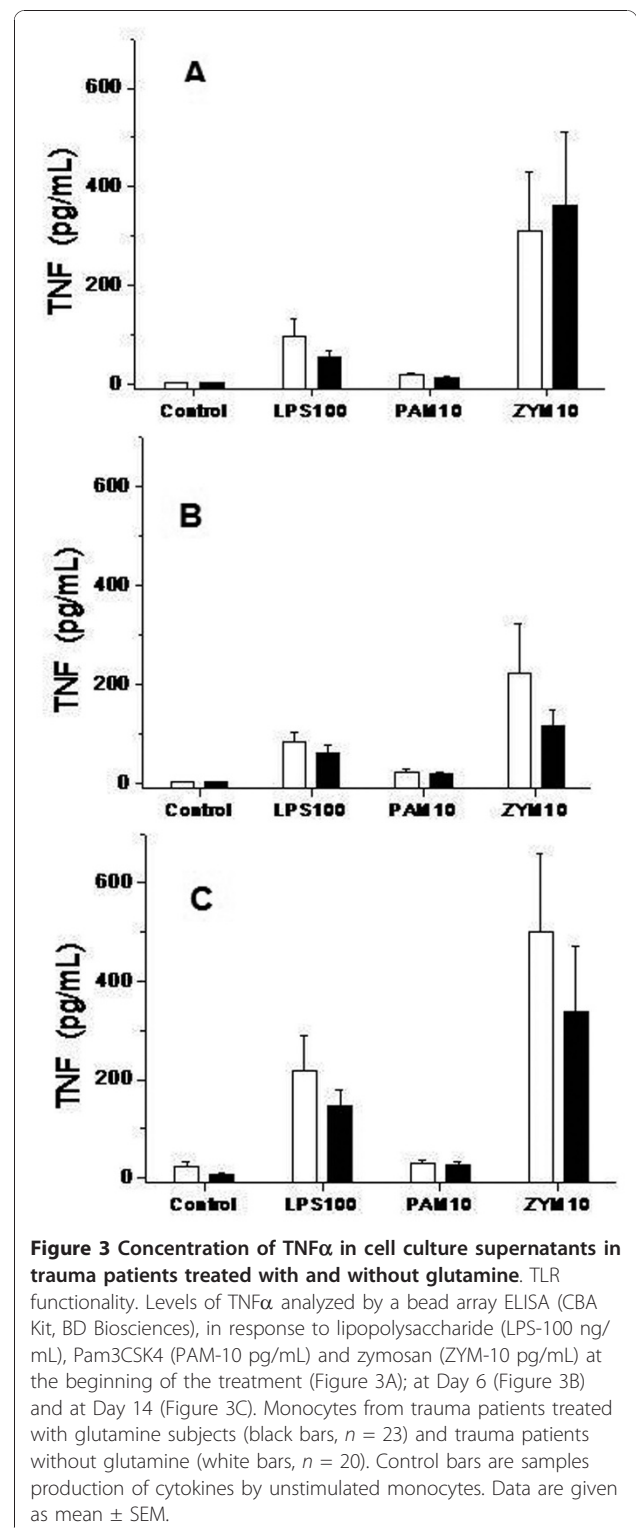 A
600
400
200
0
TNF (pg/mL)
Control LPS100 PAM10 ZYM10
B
600
400
200
0
TNF (pg/mL)
Control LPS100 PAM10 ZYM10
C
600
400
200
0
TNF (pg/mL)
Control LPS100 PAM10 ZYM10
Figure 3 Concentration of TNFα in cell culture supernatants in
trauma patients treated with and without glutamine. TLR
functionality. Levels of TNFα analyzed by a bead array ELISA (CBA
Kit, BD Biosciences), in response to lipopolysaccharide (LPS-100 ng/
mL), Pam3CSK4 (PAM-10 pg/mL) and zymosan (ZYM-10 pg/mL) at
the beginning of the treatment (Figure 3A); at Day 6 (Figure 3B)
and at Day 14 (Figure 3C). Monocytes from trauma patients treated
with glutamine subjects (black bars, n = 23) and trauma patients
without glutamine (white bars, n = 20). Control bars are samples
production of cytokines by unstimulated monocytes. Data are given
as mean ± SEM.